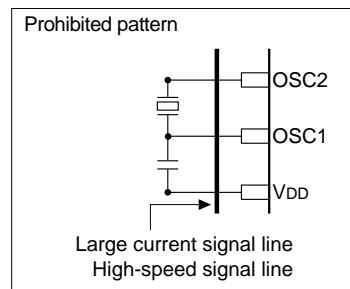 Prohibited pattern
OSC2
OSC1
VDD
Large current signal line
High-speed signal line